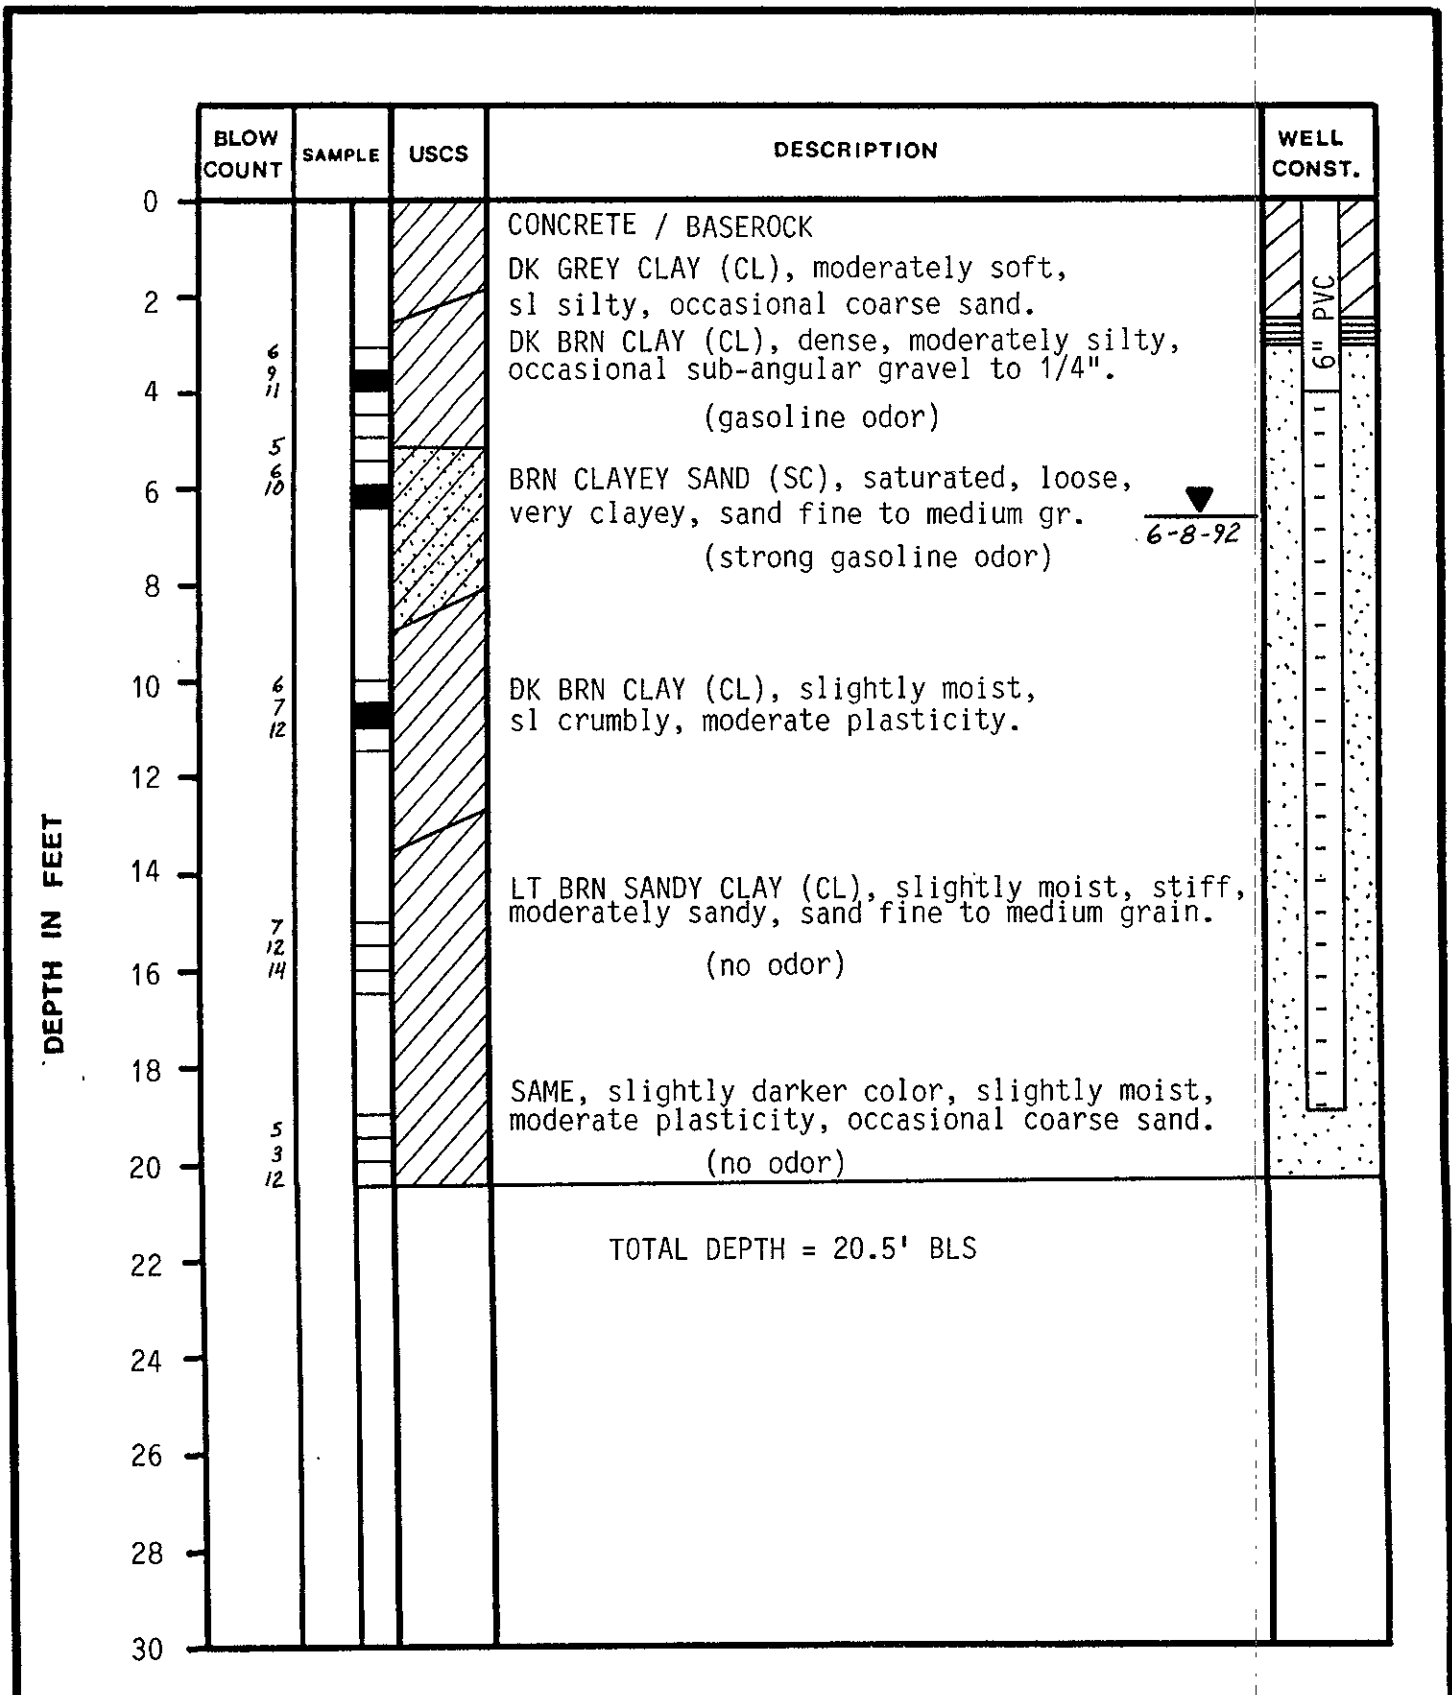 BLOW COUNT
SAMPLE
USCS
DESCRIPTION
WELL CONST.
0
CONCRETE / BASEROCK
DK GREY CLAY (CL), moderately soft,
2
sl silty, occasional coarse sand.
6" PVC
DK BRN CLAY (CL), dense, moderately silty,
6
occasional sub-angular gravel to 1/4".
9
4
11
(gasoline odor)
5
6
BRN CLAYEY SAND (SC), saturated, loose,
6
10
very clayey, sand fine to medium gr.
6-8-92
(strong gasoline odor)
8
10
6
DK BRN CLAY (CL), slightly moist,
7
sl crumbly, moderate plasticity.
12
12
DEPTH IN FEET
14
LT BRN SANDY CLAY (CL), slightly moist, stiff,
moderately sandy, sand fine to medium grain.
7
12
16
14
(no odor)
18
SAME, slightly darker color, slightly moist,
moderate plasticity, occasional coarse sand.
5
3
20
12
(no odor)
TOTAL DEPTH = 20.5' BLS
22
24
26
28
30